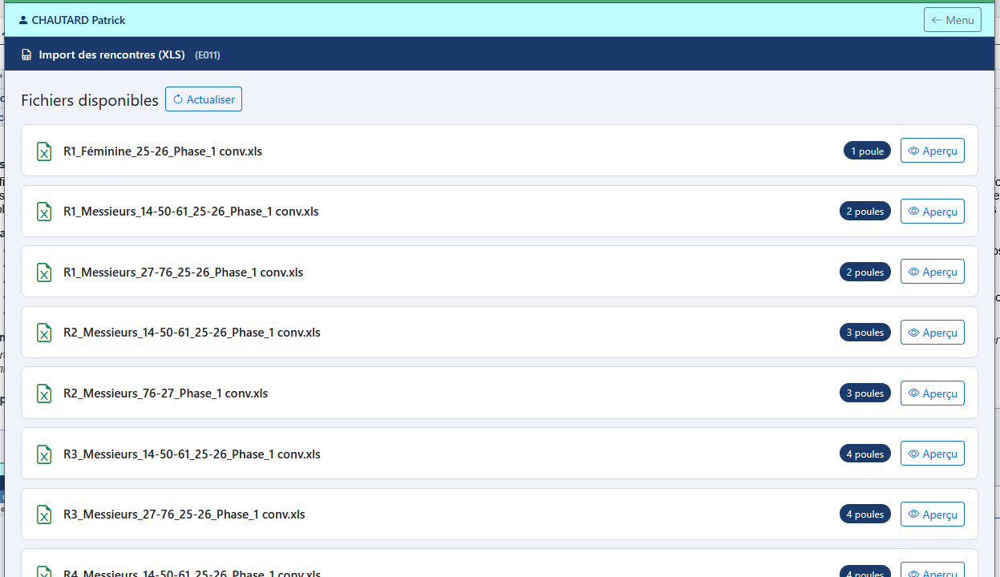 CHAUTARD Patrick
← Menu
Import des rencontres (XLS) (E011)
Fichiers disponibles
Actualiser
R1_Féminine_25-26_Phase_1 conv.xls 1 poule Aperçu
R1_Messieurs_14-50-61_25-26_Phase_1 conv.xls 2 poules Aperçu
R1_Messieurs_27-76_25-26_Phase_1 conv.xls 2 poules Aperçu
R2_Messieurs_14-50-61_25-26_Phase_1 conv.xls 3 poules Aperçu
R2_Messieurs_76-27_Phase_1 conv.xls 3 poules Aperçu
R3_Messieurs_14-50-61_25-26_Phase_1 conv.xls 4 poules Aperçu
R3_Messieurs_27-76_25-26_Phase_1 conv.xls 4 poules Aperçu
R4_Messieurs_14-50-61_25-26_Phase_1 conv.xls 4 poules Aperçu